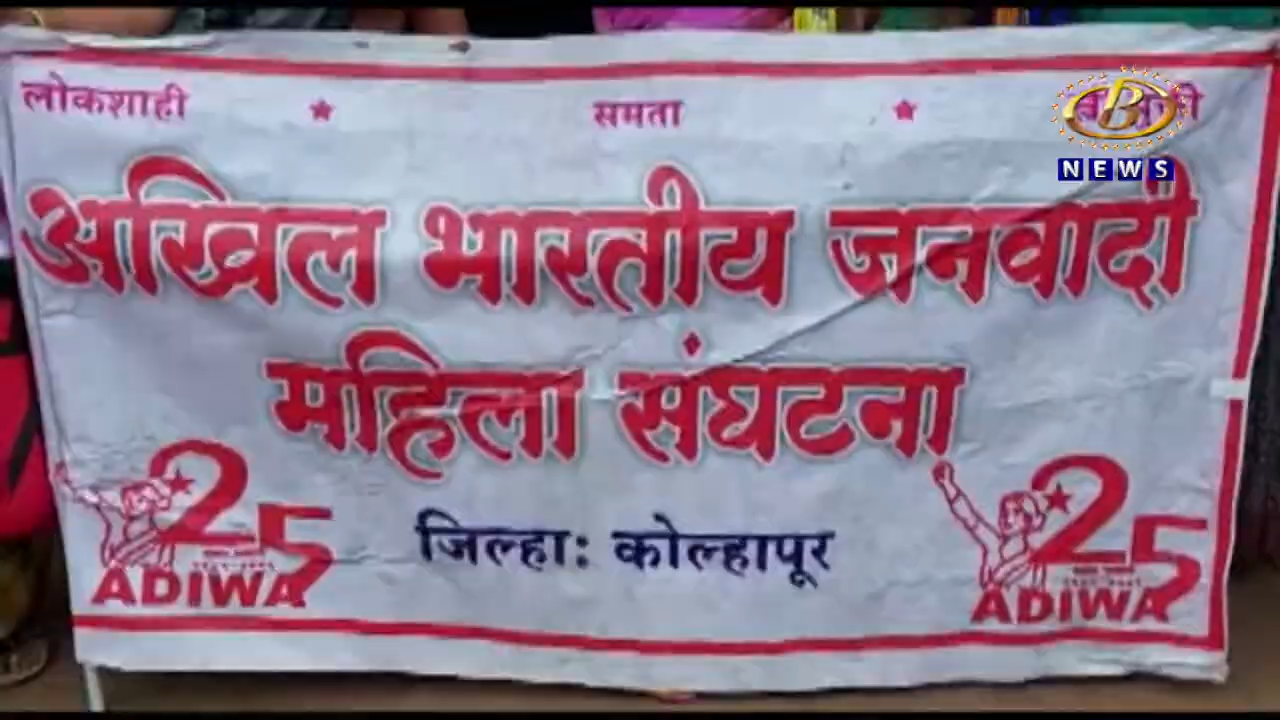 लोकशाही ★ समता ★
B
NEWS
अखिल भारतीय जनवादी
महिला संघटना
जिल्हा: कोल्हापूर
25 25
ADIWA ADIWA